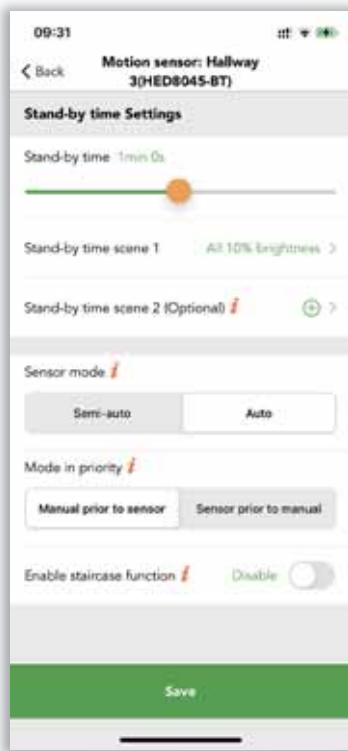 09:31
Back
Motion sensor: Hallway
3(HED8045-BT)
Stand-by time Settings
Stand-by time 1min 0s
Stand-by time scene 1 All 10% brightness
Stand-by time scene 2 (Optional) i
Sensor mode i
Semi-auto Auto
Mode in priority i
Manual prior to sensor Sensor prior to manual
Enable staircase function i Disable
Save